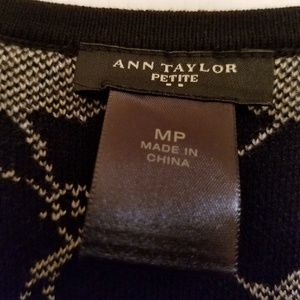 ANN TAYLOR
PETITE
MP
MADE IN
CHINA